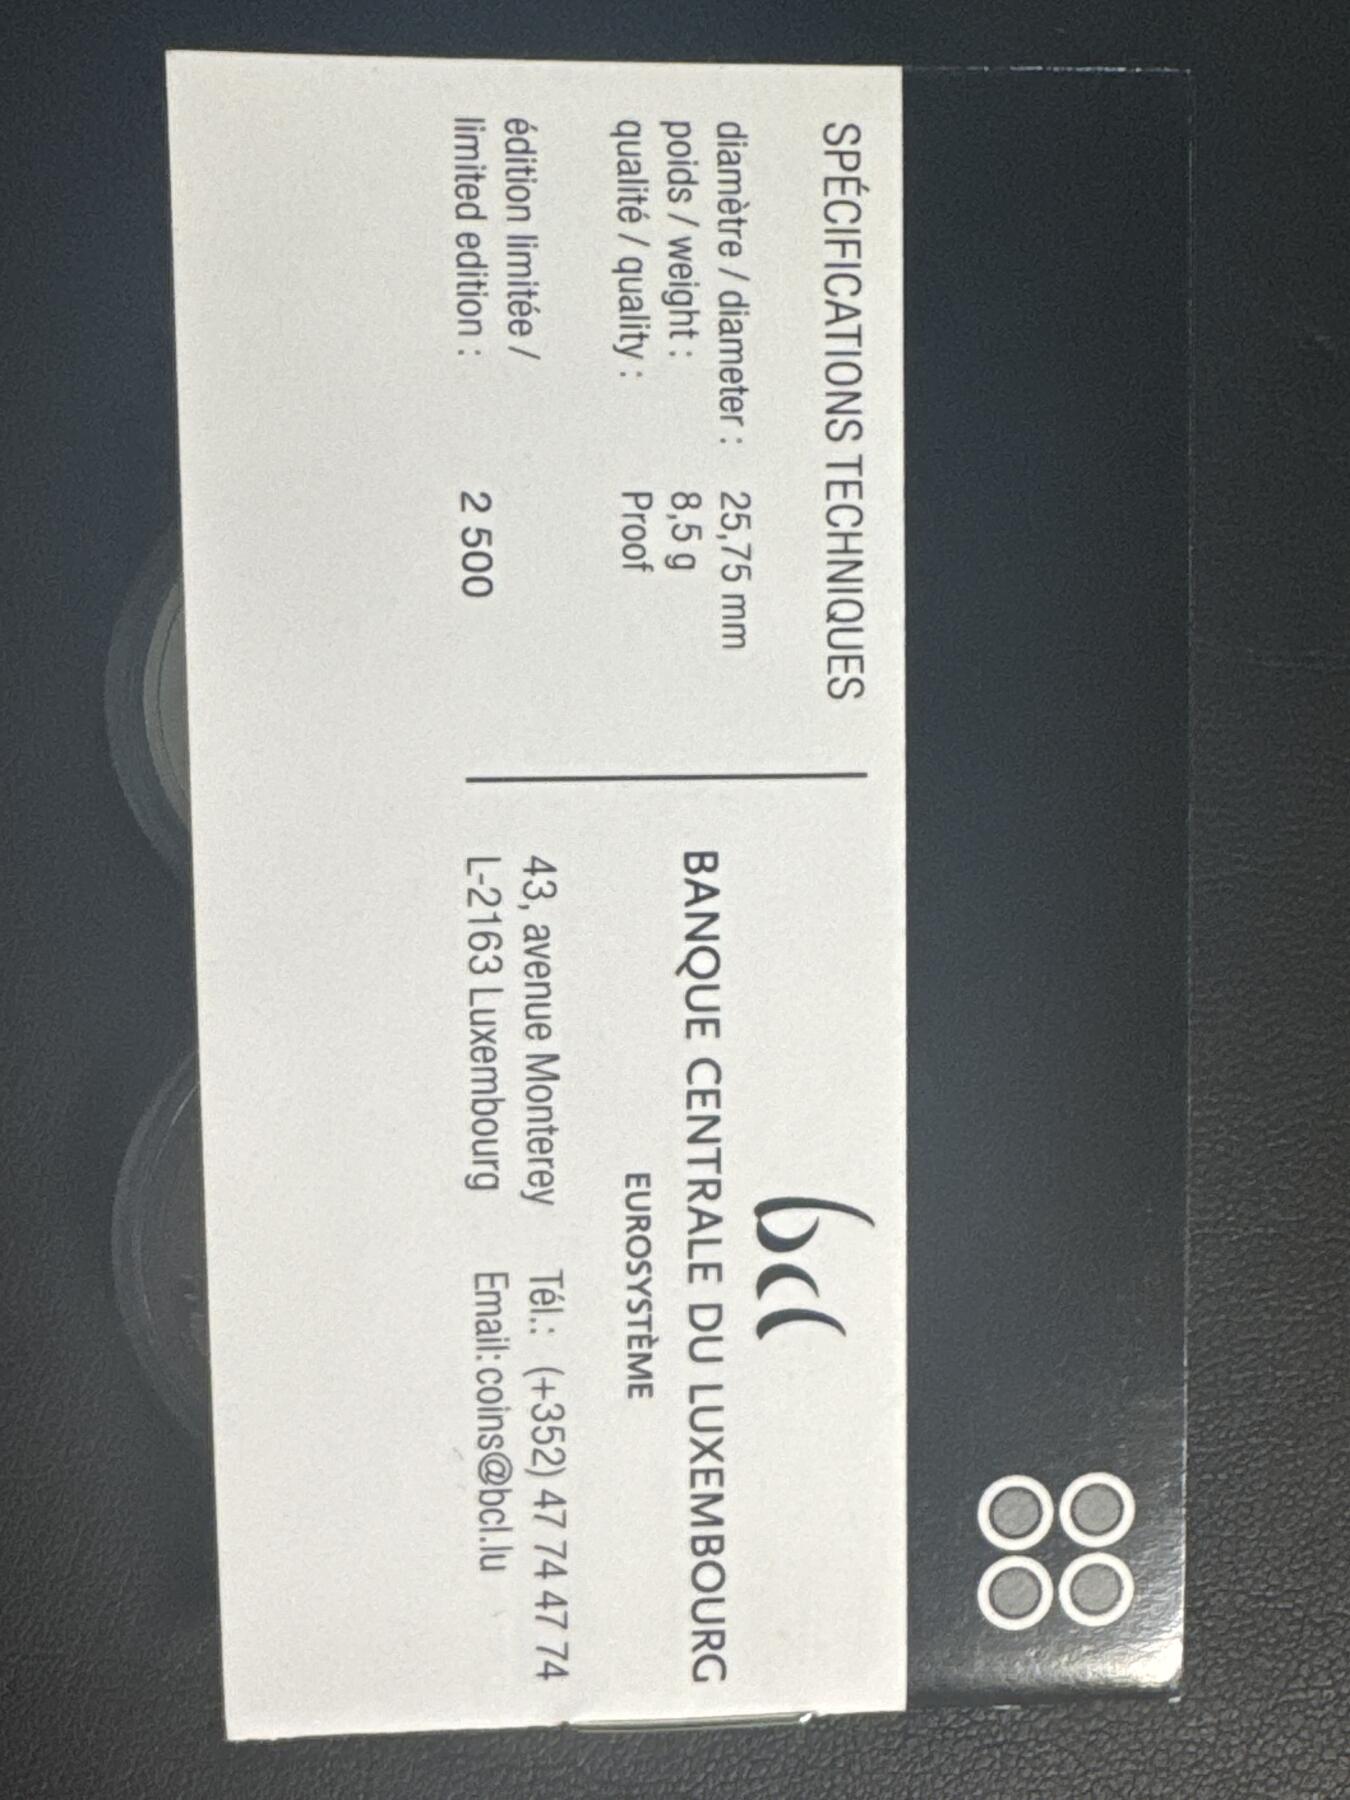 SPÉCIFICATIONS TECHNIQUES
diamètre / diameter : 25,75 mm
poids / weight : 8,5 g
qualité / quality : Proof
édition limitée /
limited edition : 2 500
bcl
BANQUE CENTRALE DU LUXEMBOURG
EUROSYSTÈME
43, avenue Monterey Tél.: (+352) 47 74 47 74
L-2163 Luxembourg Email: coins@bcl.lu